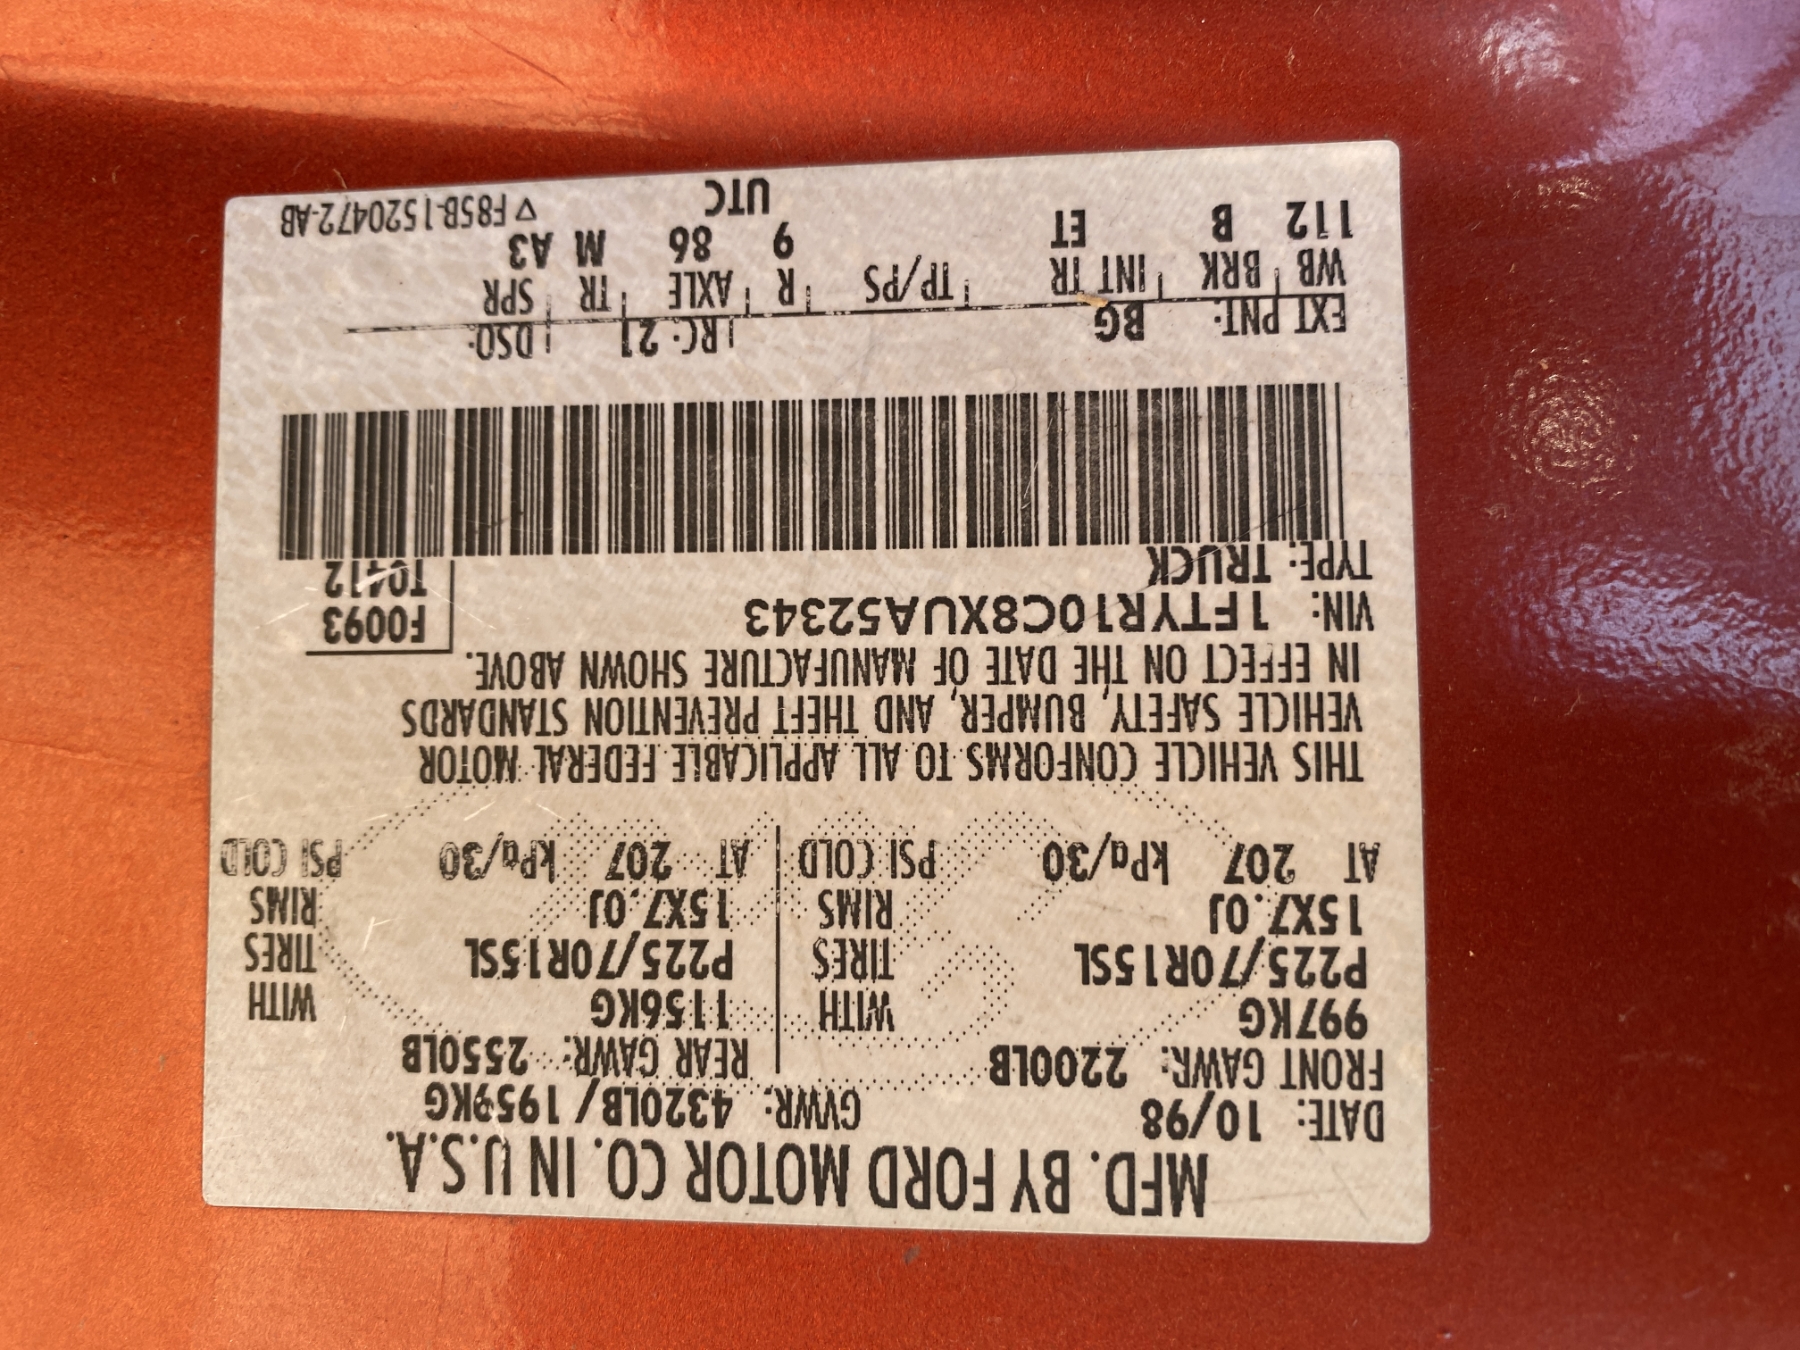 MFD. BY FORD MOTOR CO. IN U.S.A.
DATE: 10/98 GVWR: 4320LB/ 1959KG
FRONT GAWR: 2200LB REAR GAWR: 2550LB
997KG WITH 1156KG WITH
P225/70R15SL TIRES P225/70R15SL TIRES
15X7.0J RIMS 15X7.0J RIMS
AT 207 kPa/30 PSI COLD AT 207 kPa/30 PSI COLD
THIS VEHICLE CONFORMS TO ALL APPLICABLE FEDERAL MOTOR
VEHICLE SAFETY, BUMPER, AND THEFT PREVENTION STANDARDS
IN EFFECT ON THE DATE OF MANUFACTURE SHOWN ABOVE.
VIN: 1FTYR10C8XUA52343 F0093
TYPE: TRUCK T0412
EXT PNT: BG RC: 21 DSO:
WB BRK INT TR TP/PS R AXLE TR SPR
112 B ET 9 86 M A3
UTC ▽ F85B-1520472-AB